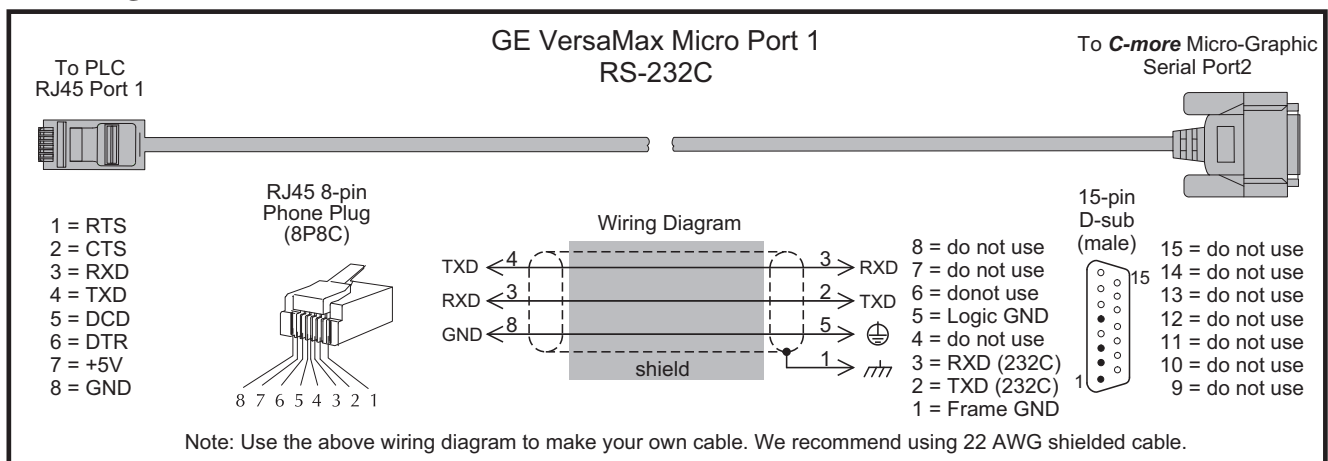 GE VersaMax Micro Port 1
RS-232C
To PLC
RJ45 Port 1
To C-more Micro-Graphic
Serial Port2
1 = RTS
2 = CTS
3 = RXD
4 = TXD
5 = DCD
6 = DTR
7 = +5V
8 = GND
RJ45 8-pin
Phone Plug
(8P8C)
8 7 6 5 4 3 2 1
Wiring Diagram
TXD 4 3 RXD
RXD 3 2 TXD
GND 8 5
1
shield
8 = do not use
7 = do not use
6 = donot use
5 = Logic GND
4 = do not use
3 = RXD (232C)
2 = TXD (232C)
1 = Frame GND
15-pin
D-sub
(male)
15
1
15 = do not use
14 = do not use
13 = do not use
12 = do not use
11 = do not use
10 = do not use
9 = do not use
Note: Use the above wiring diagram to make your own cable. We recommend using 22 AWG shielded cable.